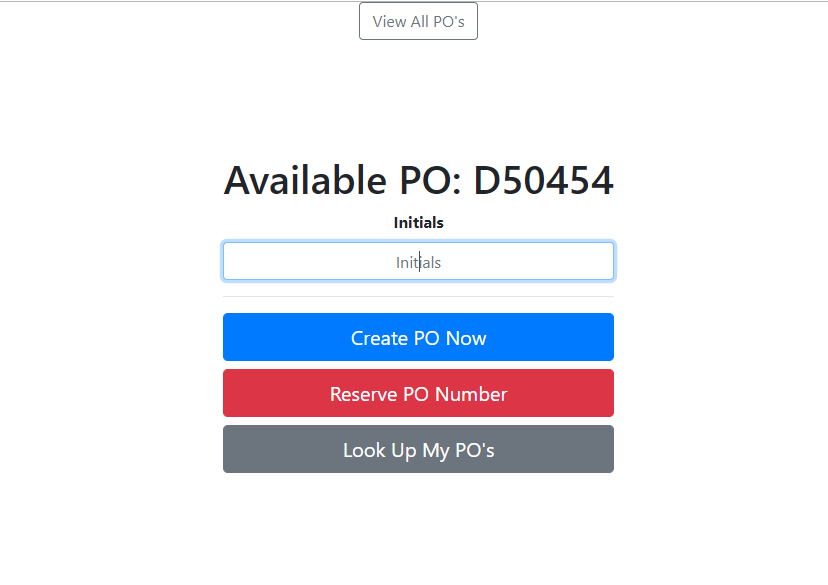 View All PO's
Available PO: D50454
Initials
Initials
Create PO Now
Reserve PO Number
Look Up My PO's